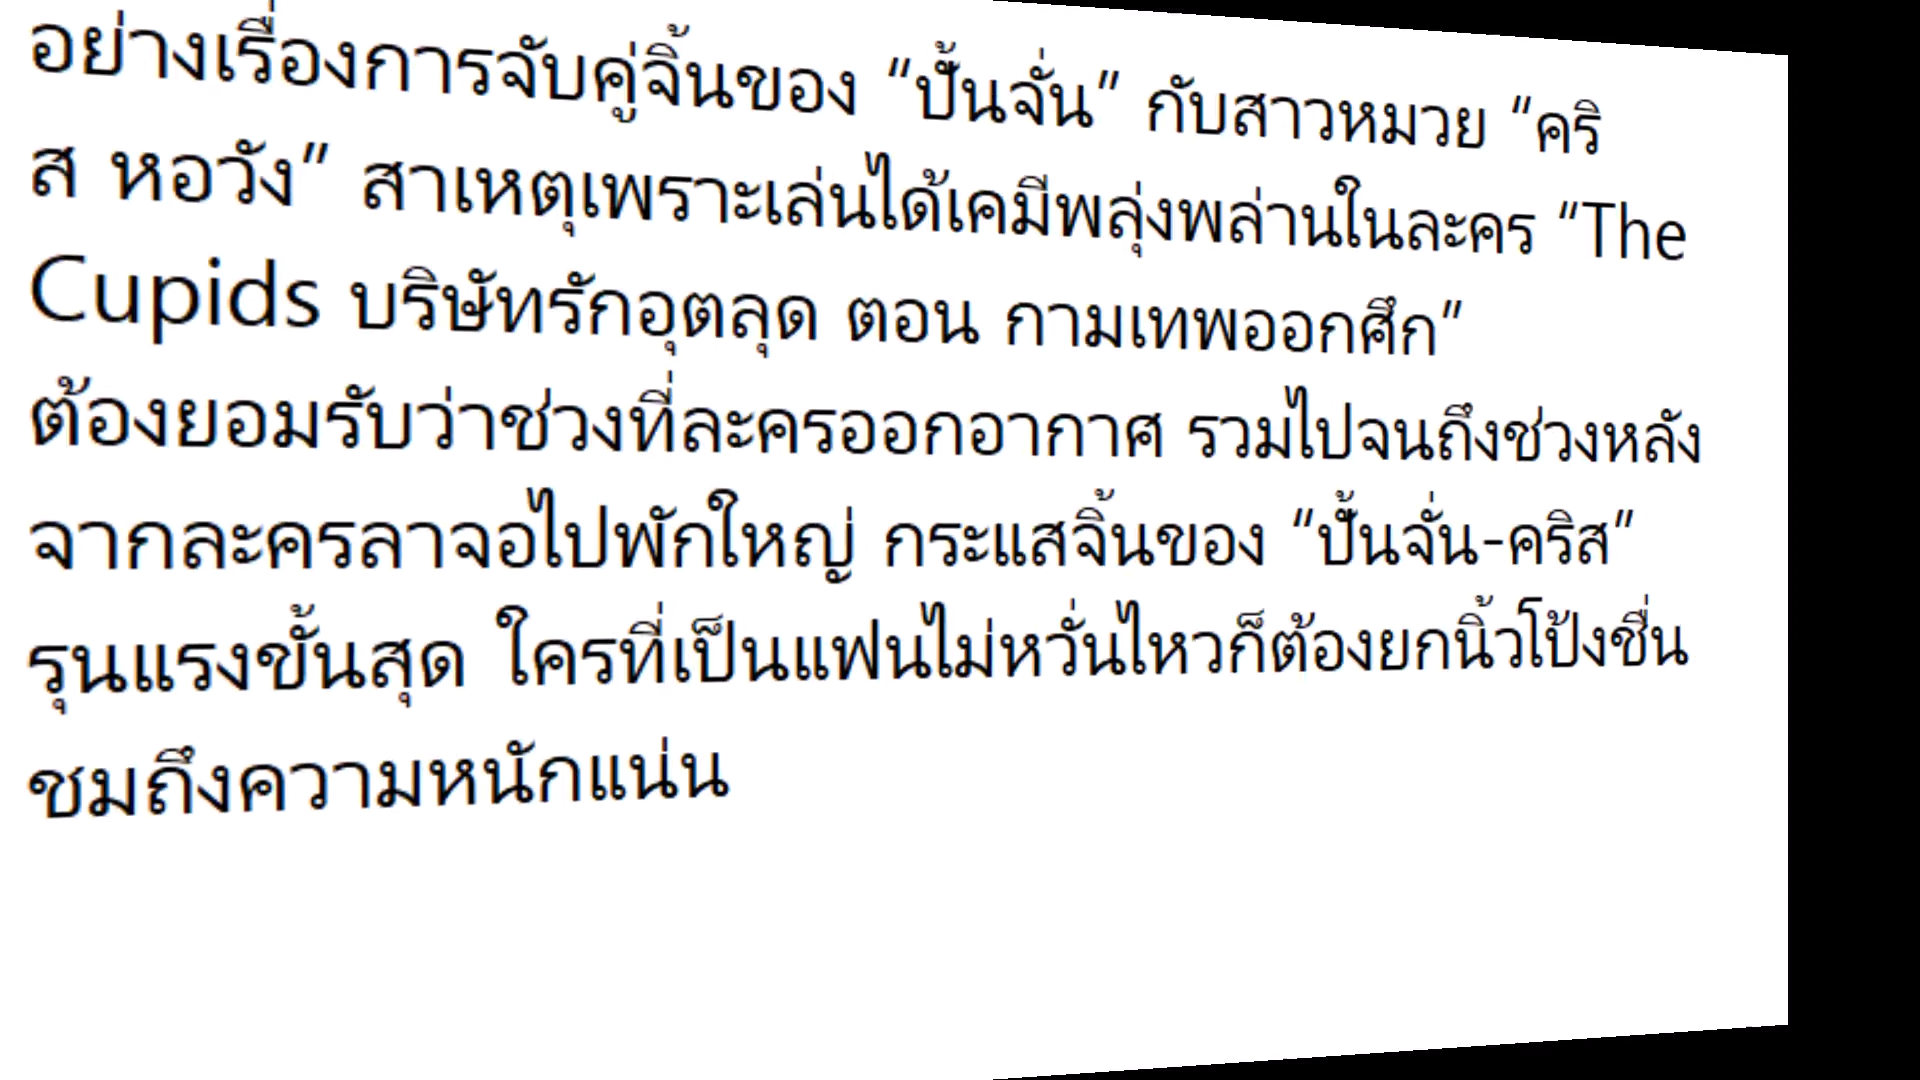 อย่างเรื่องการจับคู่จิ้นของ “ปั้นจั่น” กับสาวหมวย “คริ
ส หอวัง” สาเหตุเพราะเล่นได้เคมีพลุ่งพล่านในละคร “The
Cupids บริษัทรักอุตลุด ตอน กามเทพออกศึก”
ต้องยอมรับว่าช่วงที่ละครออกอากาศ รวมไปจนถึงช่วงหลัง
จากละครลาจอไปพักใหญ่ กระแสจิ้นของ “ปั้นจั่น-คริส”
รุนแรงขั้นสุด ใครที่เป็นแฟนไม่หวั่นไหวก็ต้องยกนิ้วโป้งชื่น
ชมถึงความหนักแน่น